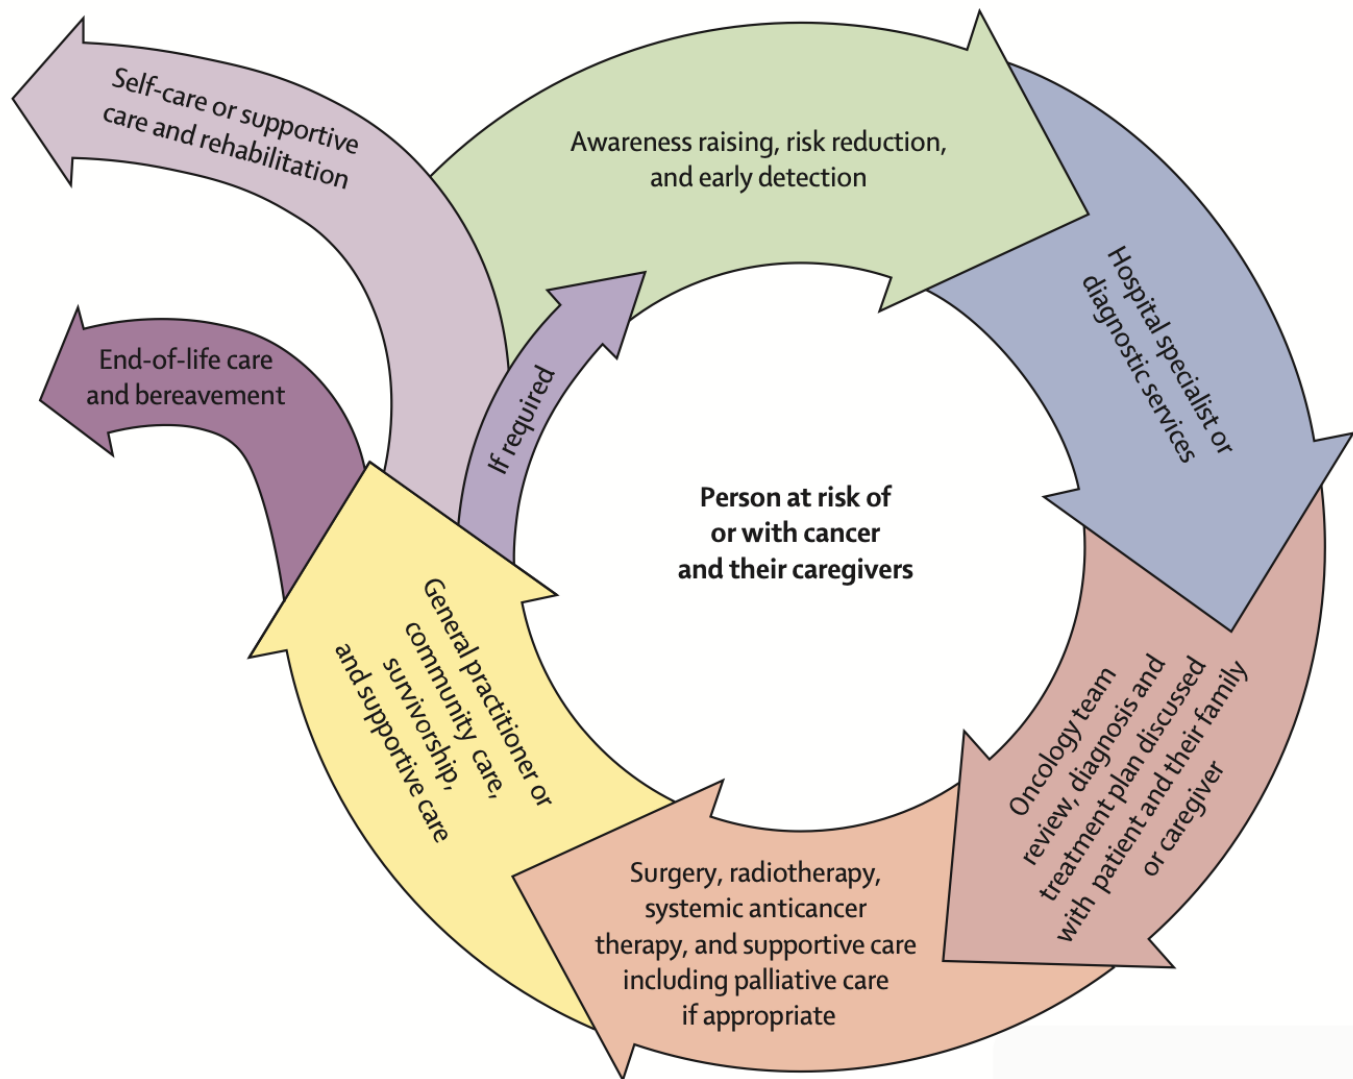 Self-care or supportive
care and rehabilitation
Awareness raising, risk reduction,
and early detection
Hospital specialist or
diagnostic services
End-of-life care
and bereavement
If required
Person at risk of
or with cancer
and their caregivers
General practitioner or
community care,
survivorship,
and supportive care
Oncology team
review, diagnosis and
treatment plan discussed
with patient and their family
or caregiver
Surgery, radiotherapy,
systemic anticancer
therapy, and supportive care
including palliative care
if appropriate